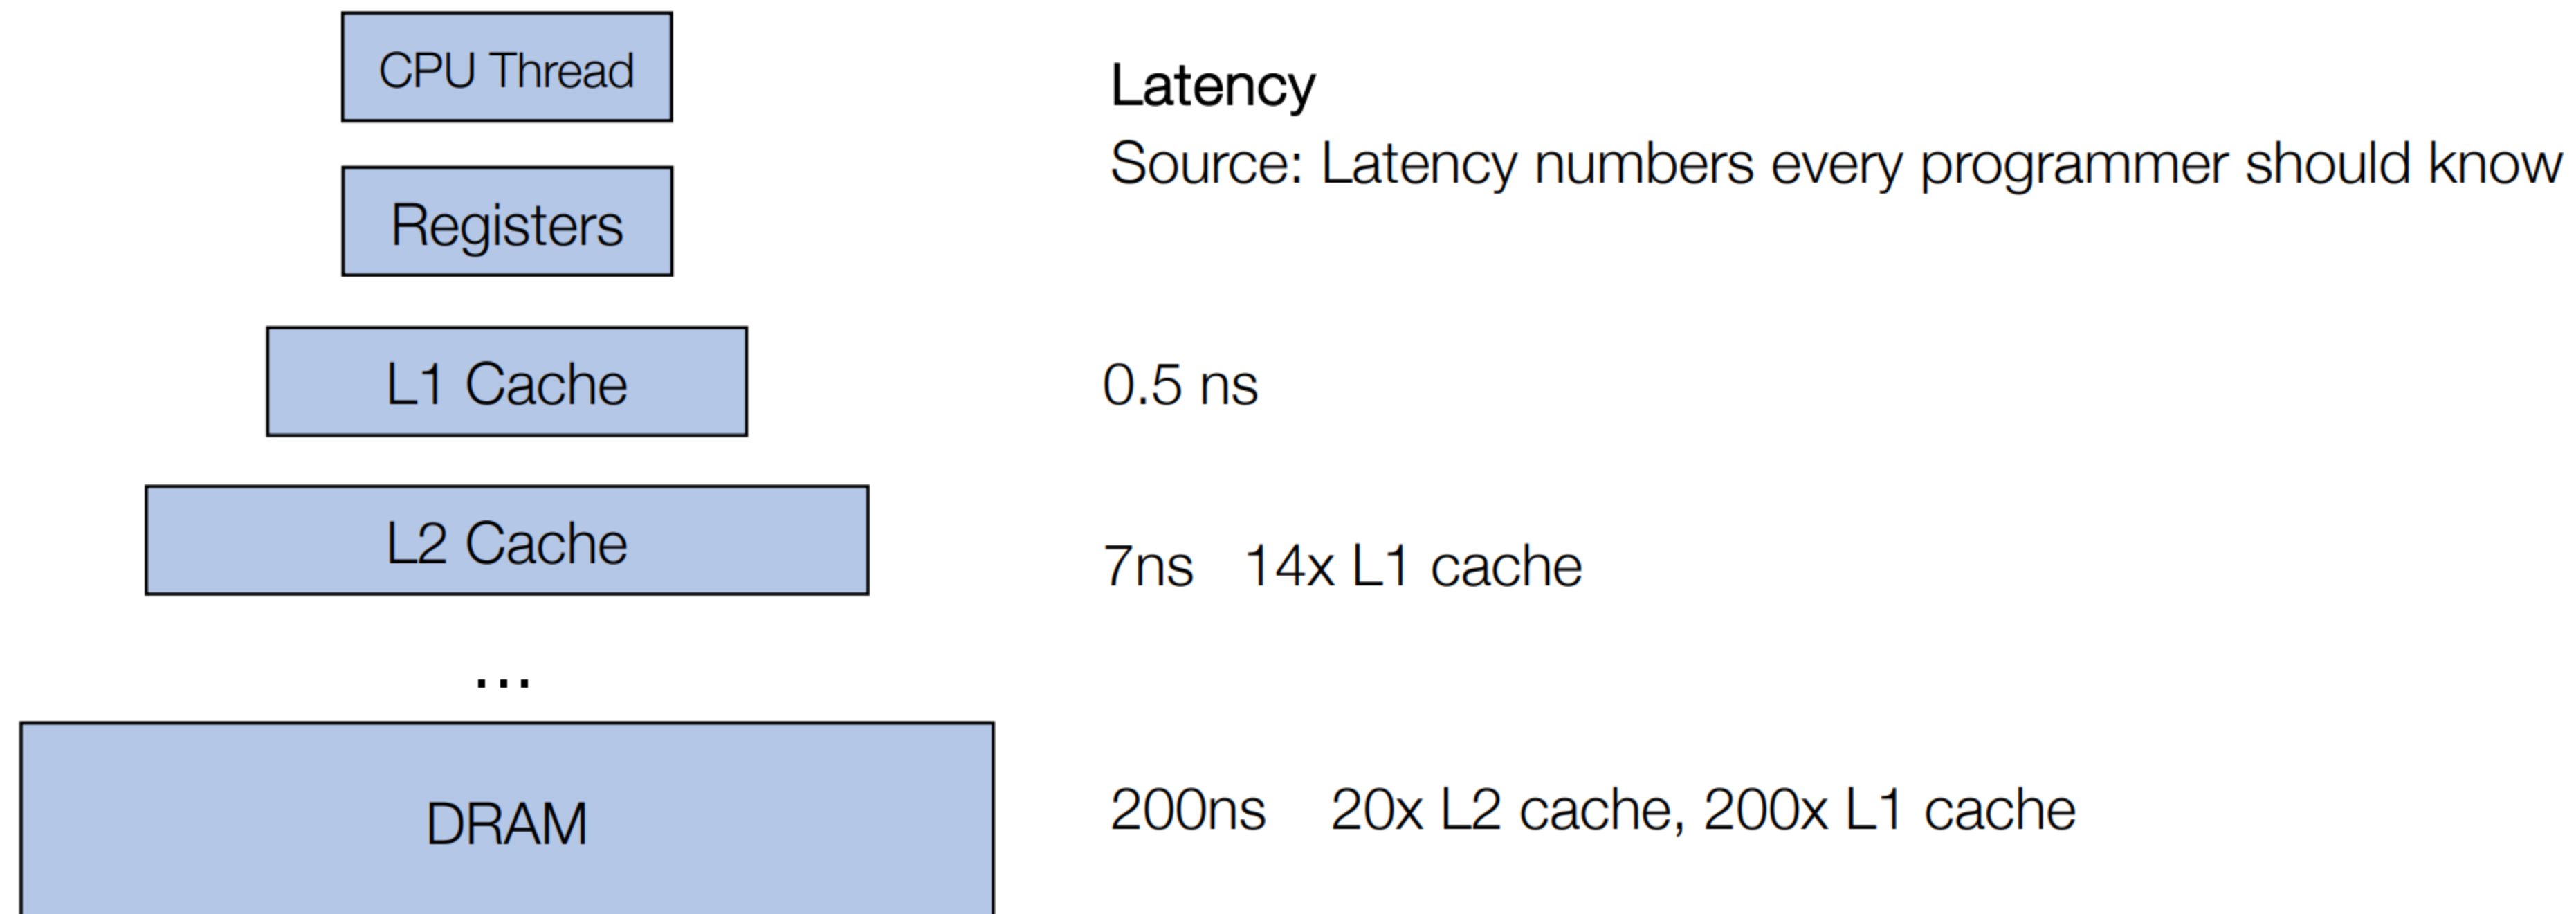 CPU Thread
Latency
Source: Latency numbers every programmer should know
Registers
L1 Cache
0.5 ns
L2 Cache
7ns 14x L1 cache
...
DRAM
200ns 20x L2 cache, 200x L1 cache